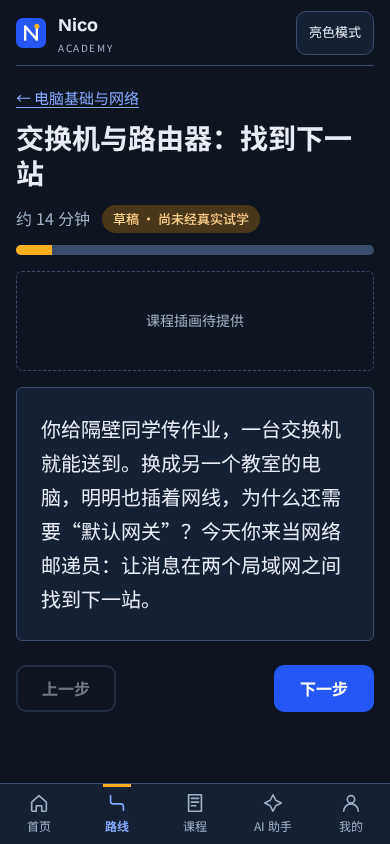 Nico
ACADEMY
亮色模式
← 电脑基础与网络
交换机与路由器：找到下一
站
约 14 分钟
草稿 · 尚未经真实试学
课程插画待提供
你给隔壁同学传作业，一台交换机
就能送到。换成另一个教室的电
脑，明明也插着网线，为什么还需
要“默认网关”？今天你来当网络
邮递员：让消息在两个局域网之间
找到下一站。
上一步
下一步
首页
路线
课程
AI 助手
我的